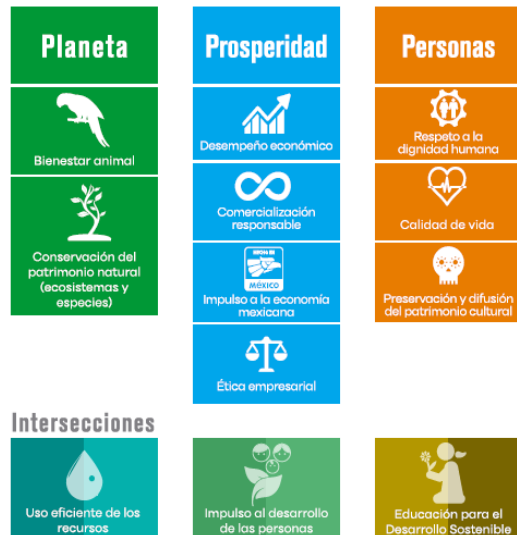 Planeta
Bienestar animal
Conservación del
patrimonio natural
(ecosistemas y
especies)
Prosperidad
Desempeño económico
Comercialización
responsable
HECHO EN
MÉXICO
Impulso a la economía
mexicana
Ética empresarial
Personas
Respeto a la
dignidad humana
Calidad de vida
Preservación y difusión
del patrimonio cultural
Intersecciones
Uso eficiente de los
recursos
Impulso al desarrollo
de las personas
Educación para el
Desarrollo Sostenible